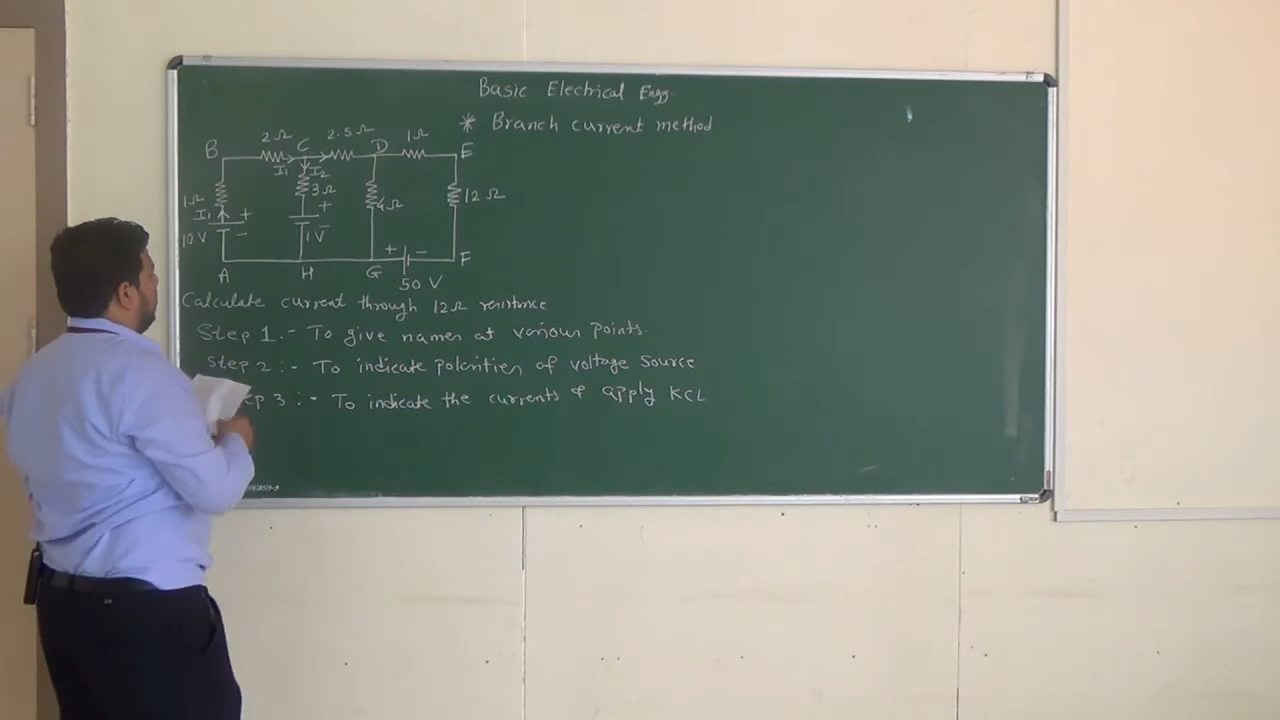 Basic Electrical Engg.
* Branch current method
2Ω 2.5Ω 1Ω
B C D E
I1 I2
1Ω 3Ω 4Ω 12Ω
I1 + +
10V - 1V - + -
A H G F
50 V
Calculate current through 12Ω resistance
Step 1.- To give names at various points.
Step 2:- To indicate polarities of voltage source
ep 3:- To indicate the currents & apply KCL